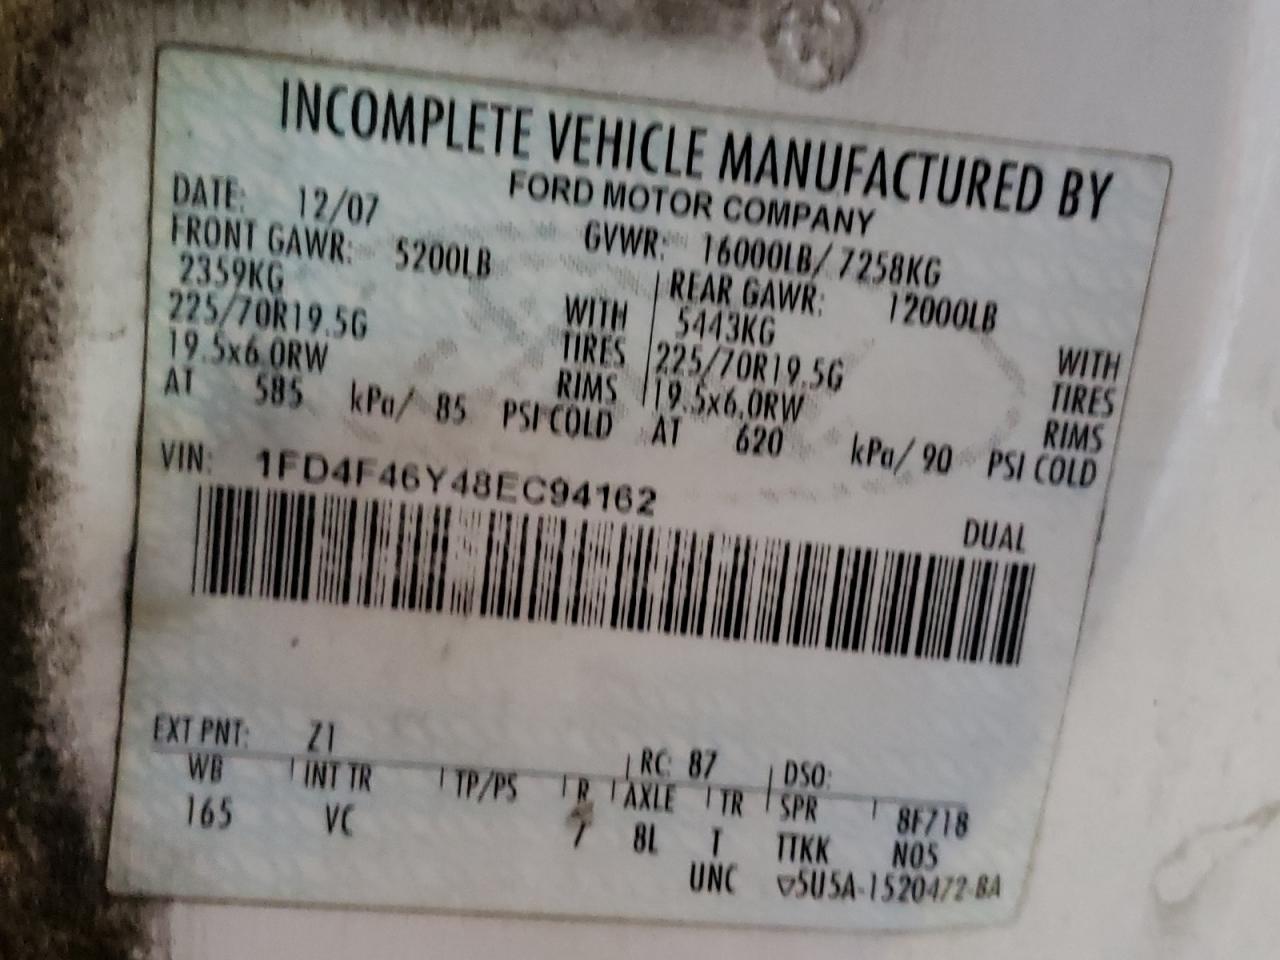 INCOMPLETE VEHICLE MANUFACTURED BY
FORD MOTOR COMPANY
DATE: 12/07 GVWR: 16000LB/ 7258KG
FRONT GAWR: 5200LB REAR GAWR: 12000LB
2359KG WITH 5443KG WITH
225/70R19.5G TIRES 225/70R19.5G TIRES
19.5x6.0RW RIMS 19.5x6.0RW RIMS
AT 585 kPa/ 85 PSI COLD AT 620 kPa/ 90 PSI COLD
VIN: 1FD4F46Y48EC94162
DUAL
EXT PNT: Z1 RC: 87 DSO:
WB INT TR TP/PS R AXLE TR SPR 8F718
165 VC 7 8L T TTKK N05
UNC ▽5U5A-1520472-BA